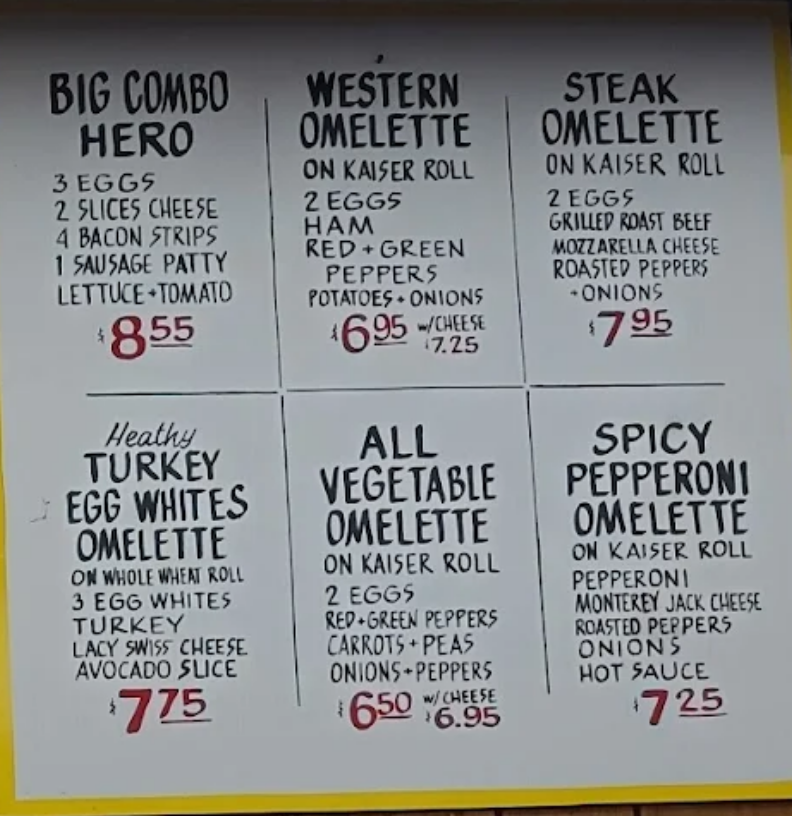 BIG COMBO
HERO
3 EGGS
2 SLICES CHEESE
4 BACON STRIPS
1 SAUSAGE PATTY
LETTUCE + TOMATO
$8.55
WESTERN
OMELETTE
ON KAISER ROLL
2 EGGS
HAM
RED + GREEN
PEPPERS
POTATOES + ONIONS
$6.95 w/CHEESE
$7.25
STEAK
OMELETTE
ON KAISER ROLL
2 EGGS
GRILLED ROAST BEEF
MOZZARELLA CHEESE
ROASTED PEPPERS
+ ONIONS
$7.95
Heathy
TURKEY
EGG WHITES
OMELETTE
ON WHOLE WHEAT ROLL
3 EGG WHITES
TURKEY
LACY SWISS CHEESE
AVOCADO SLICE
$7.75
ALL
VEGETABLE
OMELETTE
ON KAISER ROLL
2 EGGS
RED + GREEN PEPPERS
CARROTS + PEAS
ONIONS + PEPPERS
$6.50 w/CHEESE
$6.95
SPICY
PEPPERONI
OMELETTE
ON KAISER ROLL
PEPPERONI
MONTEREY JACK CHEESE
ROASTED PEPPERS
ONIONS
HOT SAUCE
$7.25